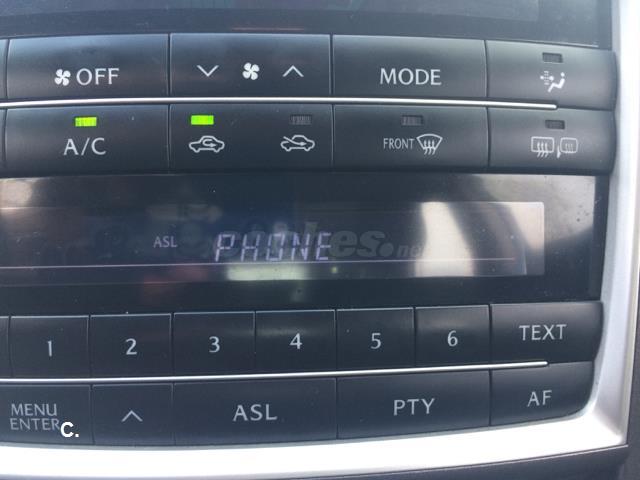 OFF MODE
A/C FRONT
ASL PHONE
1 2 3 4 5 6 TEXT
MENU ENTER ASL PTY AF
C.